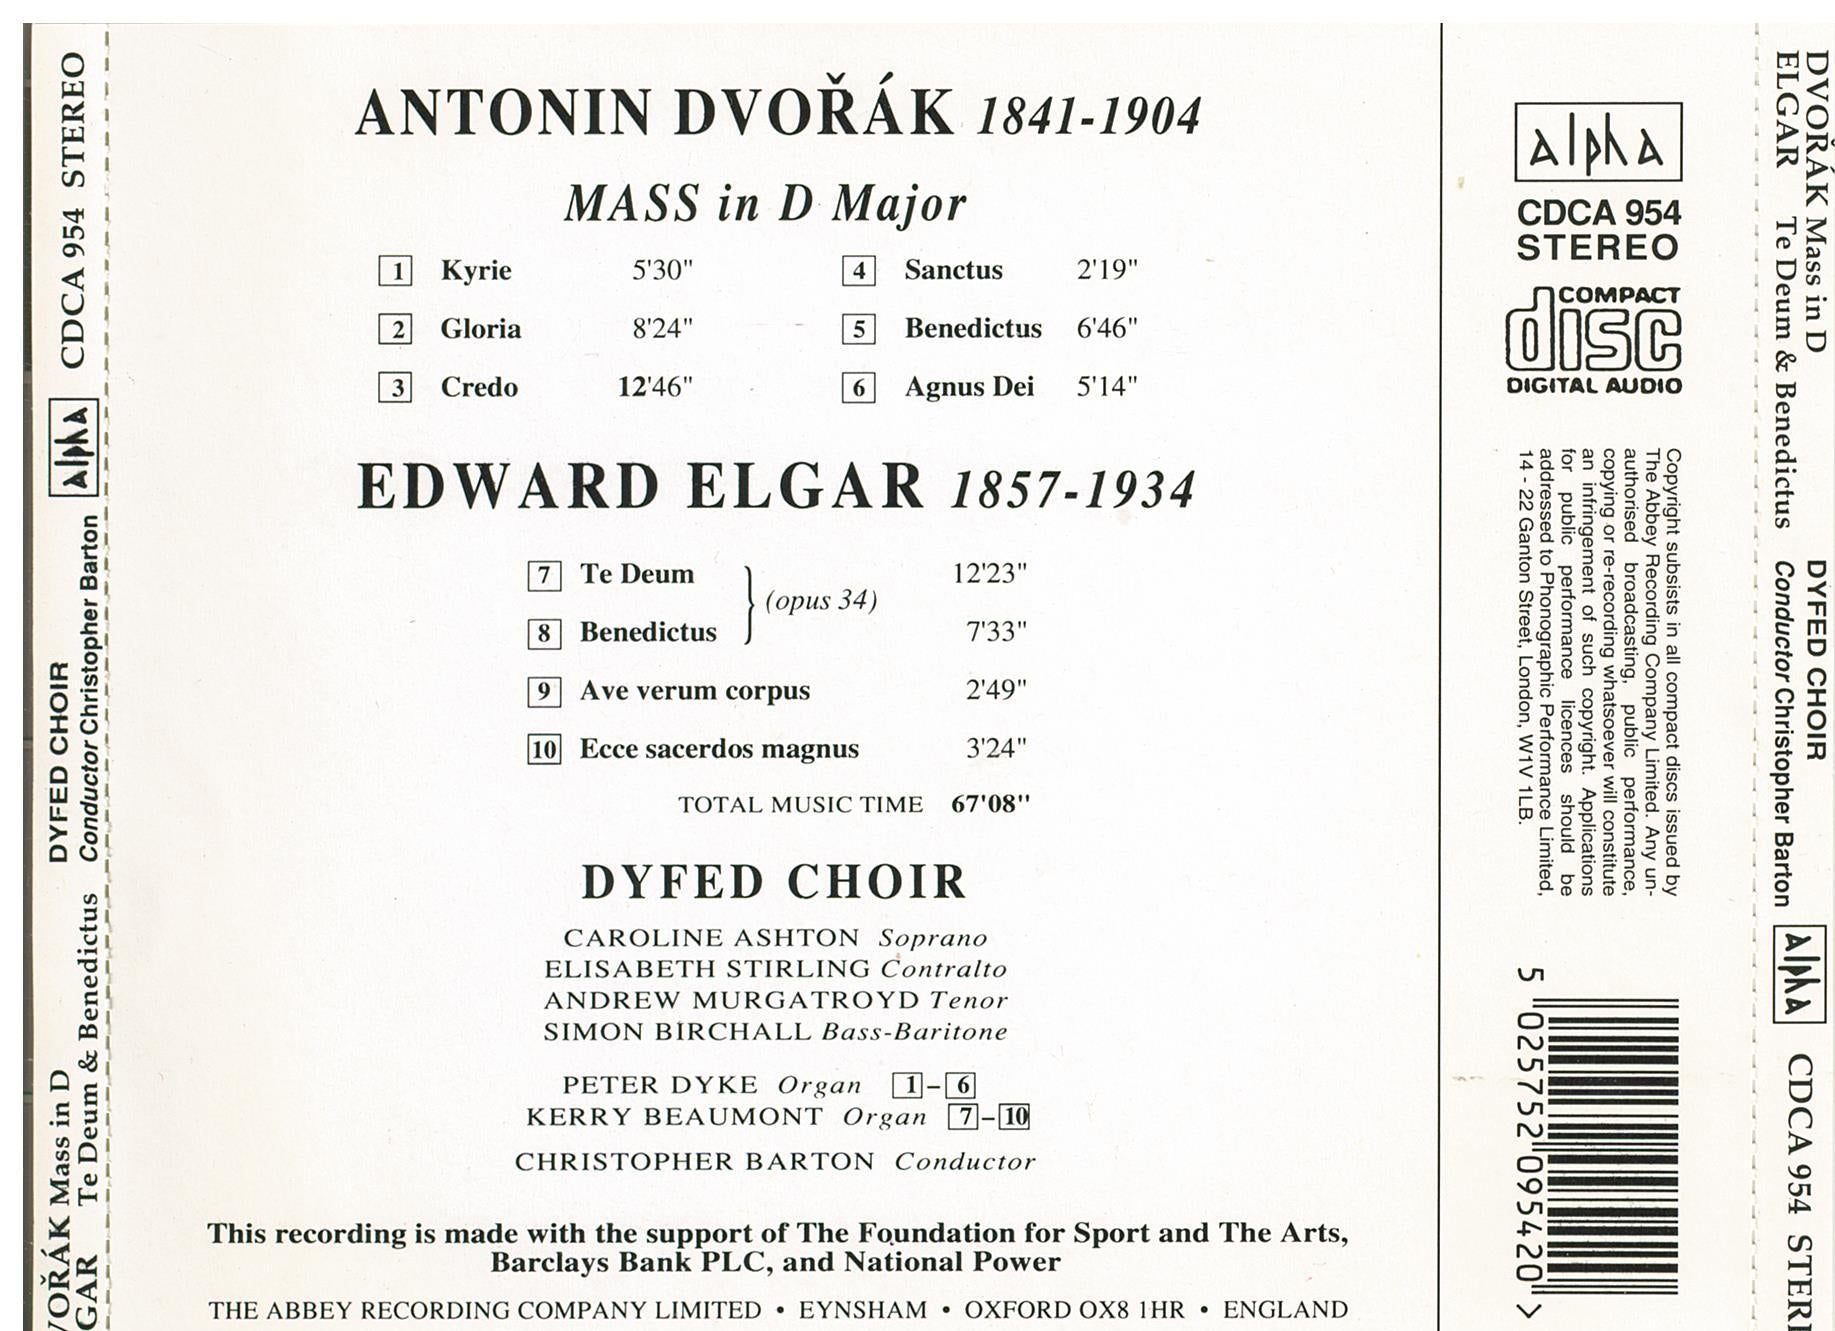 ANTONIN DVOŘÁK 1841-1904
MASS in D Major
1 Kyrie 5'30"
2 Gloria 8'24"
3 Credo 12'46"
4 Sanctus 2'19"
5 Benedictus 6'46"
6 Agnus Dei 5'14"
EDWARD ELGAR 1857-1934
7 Te Deum 12'23"
(opus 34)
8 Benedictus 7'33"
9 Ave verum corpus 2'49"
10 Ecce sacerdos magnus 3'24"
TOTAL MUSIC TIME 67'08"
DYFED CHOIR
CAROLINE ASHTON Soprano
ELISABETH STIRLING Contralto
ANDREW MURGATROYD Tenor
SIMON BIRCHALL Bass-Baritone
PETER DYKE Organ 1–6
KERRY BEAUMONT Organ 7–10
CHRISTOPHER BARTON Conductor
This recording is made with the support of The Foundation for Sport and The Arts,
Barclays Bank PLC, and National Power
THE ABBEY RECORDING COMPANY LIMITED • EYNSHAM • OXFORD OX8 1HR • ENGLAND
alpha
CDCA 954
STEREO
COMPACT
disc
DIGITAL AUDIO
Copyright subsists in all compact discs issued by
The Abbey Recording Company Limited. Any un-
authorised broadcasting, public performance,
copying or re-recording whatsoever will constitute
an infringement of such copyright. Applications
for public performance licences should be
addressed to Phonographic Performance Limited,
14 - 22 Ganton Street, London, W1V 1LB.
5 025752 095420 >
DVOŘÁK Mass in D
ELGAR Te Deum & Benedictus
DYFED CHOIR
Conductor Christopher Barton
alpha
CDCA 954 STERE
VOŘÁK Mass in D
GAR Te Deum & Benedictus
DYFED CHOIR
Conductor Christopher Barton
alpha
CDCA 954 STEREO